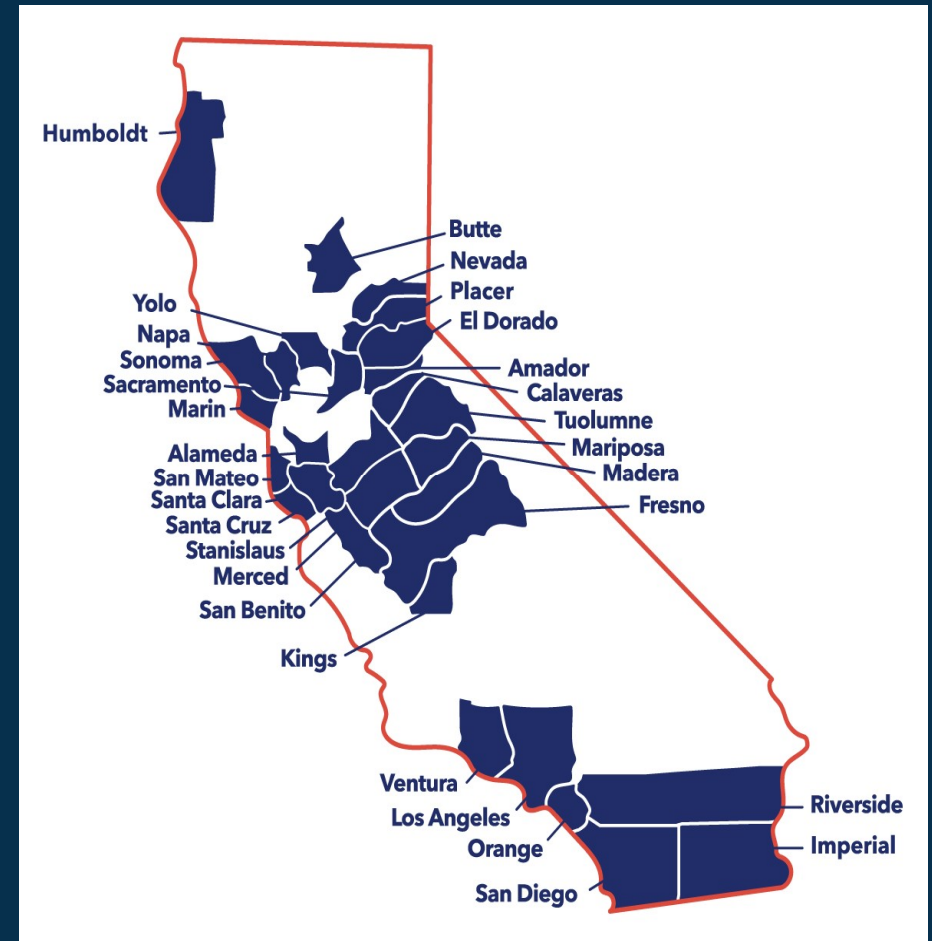 Humboldt
Butte
Nevada
Placer
El Dorado
Yolo
Napa
Sonoma
Sacramento
Marin
Amador
Calaveras
Tuolumne
Mariposa
Madera
Fresno
Alameda
San Mateo
Santa Clara
Santa Cruz
Stanislaus
Merced
San Benito
Kings
Ventura
Los Angeles
Orange
San Diego
Riverside
Imperial